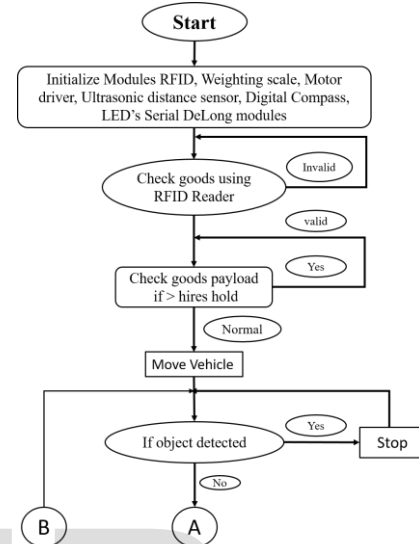 Start
Initialize Modules RFID, Weighting scale, Motor
driver, Ultrasonic distance sensor, Digital Compass,
LED's Serial DeLong modules
Invalid
Check goods using
RFID Reader
valid
Yes
Check goods payload
if > hires hold
Normal
Move Vehicle
Yes
If object detected
Stop
No
B
A